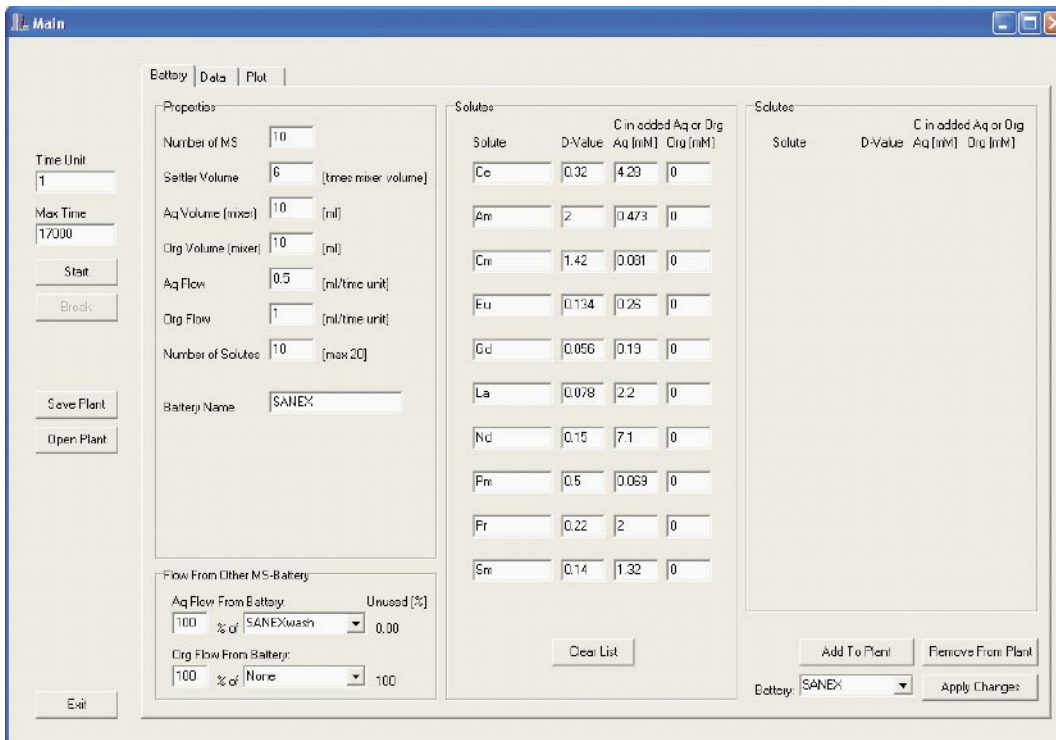 Main
Battery Data Plot
Time Unit
1
Max Time
17000
Start
Break
Save Plant
Open Plant
Exit
Properties
Number of MS 10
Settler Volume 6 [times mixer volume]
Aq Volume (mixer) 10 [ml]
Org Volume (mixer) 10 [ml]
Aq Flow 0.5 [ml/time unit]
Org Flow 1 [ml/time unit]
Number of Solutes 10 [max 20]
Battery Name SANEX
Flow From Other MS-Battery
Aq Flow From Battery: Unused [%]
100 % of SANEXwash 0.00
Org Flow From Battery:
100 % of None 100
Solutes
C in added Aq or Org
Solute D-Value Aq [mM] Org [mM]
Ce 0.32 0
Am 2 0.473 0
Cm 1.42 0.081 0
Eu 0.134 0.26 0
Gd 0.056 0.19 0
La 0.078 2.2 0
Nd 0.15 7.1 0
Pm 0.5 0.069 0
Pr 0.22 2 0
Sm 0.14 1.32 0
Clear List
Solutes
C in added Aq or Org
Solute D-Value Aq [mM] Org [mM]
Add To Plant Remove From Plant
Battery: SANEX Apply Changes